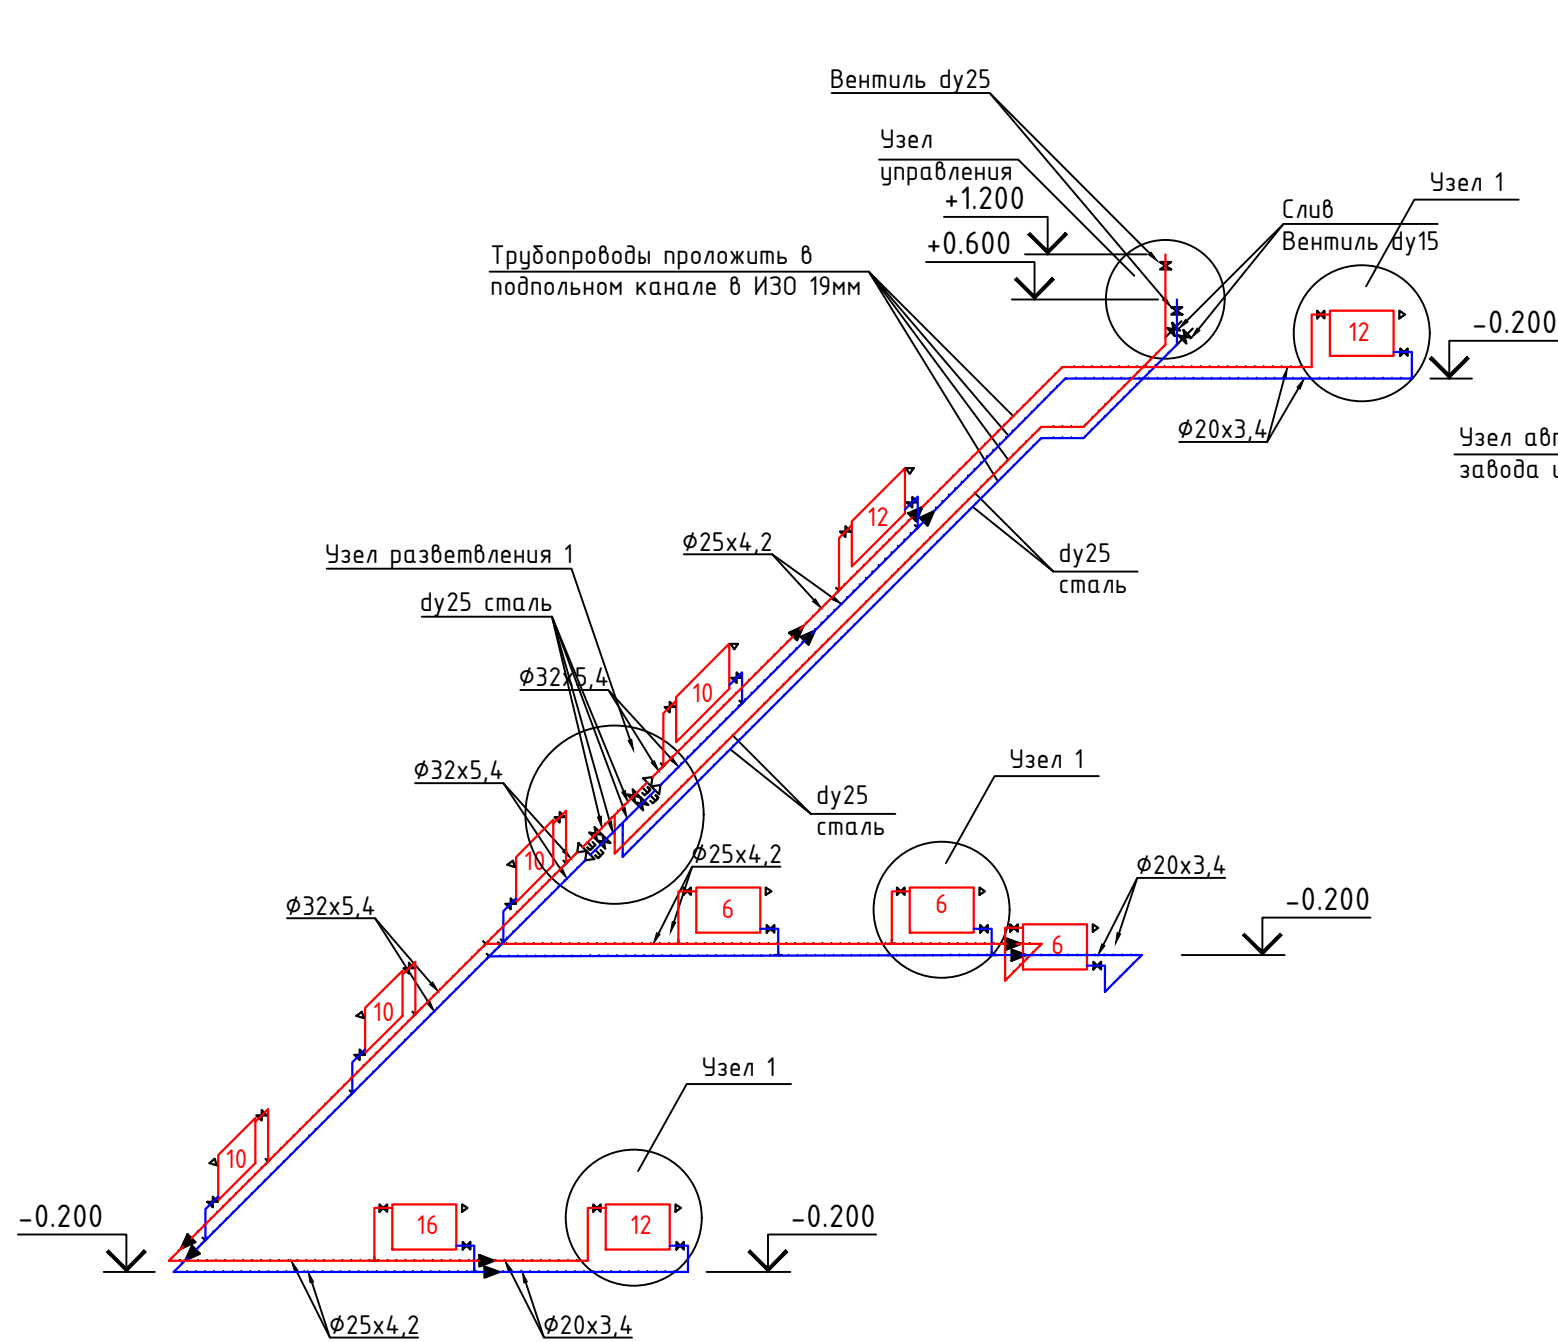 Вентиль dy25
Узел
управления
Узел 1
+1.200
Слив
Вентиль dy15
+0.600
Трубопроводы проложить в
подпольном канале в ИЗО 19мм
12
-0.200
Ф20х3,4
Узел авт
завода и
12
Ф25х4,2
Узел разветвления 1
dy25
сталь
dy25 сталь
Ф32х5,4
10
Узел 1
Ф32х5,4
dy25
сталь
10
Ф25х4,2
Ф20х3,4
Ф32х5,4
6
6
-0.200
6
10
Узел 1
10
-0.200
16
12
-0.200
Ф25х4,2
Ф20х3,4